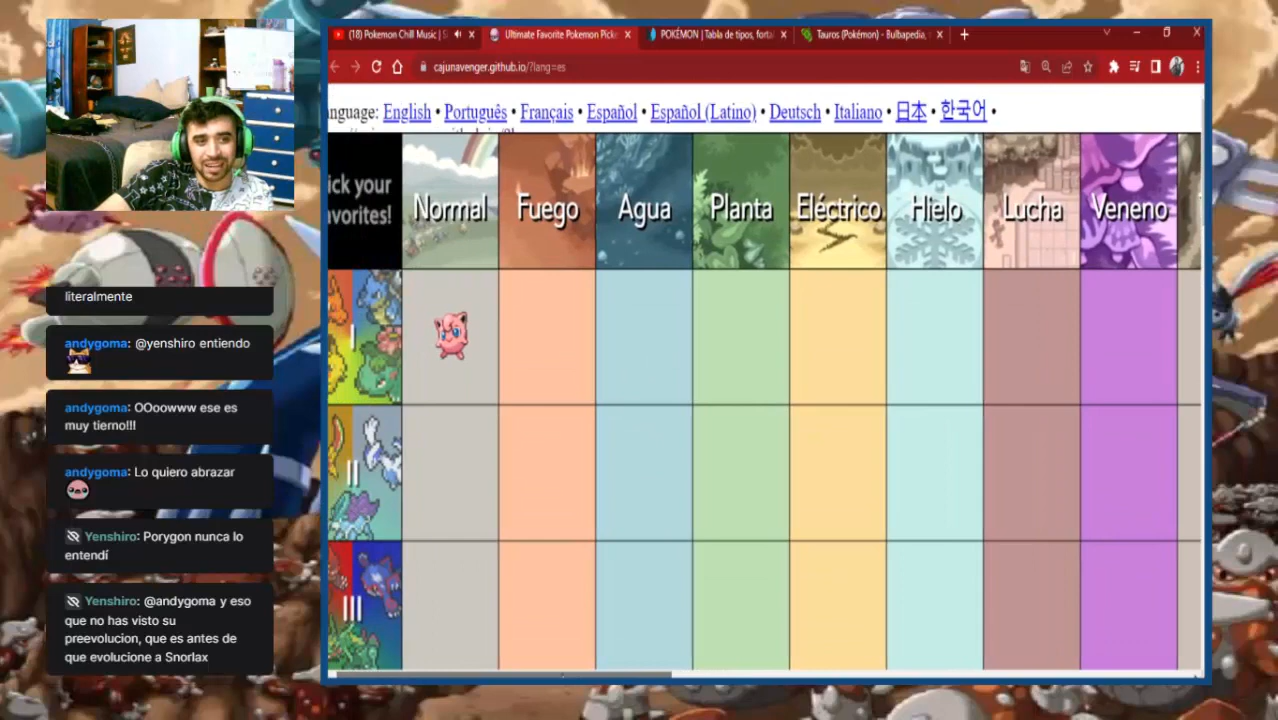 (18) Pokemon Chill Music |
Ultimate Favorite Pokemon Picke
POKÉMON | Tabla de tipos, forta
Tauros (Pokémon) - Bulbapedia,
cajunavenger.github.io/?lang=es
nguage: English • Português • Français • Español • Español (Latino) • Deutsch • Italiano • 日本 • 한국어 •
ick your
avorites!
Normal
Fuego
Agua
Planta
Eléctrico
Hielo
Lucha
Veneno
I
II
III
literalmente
andygoma: @yenshiro entiendo
andygoma: OOoowww ese es
muy tierno!!!
andygoma: Lo quiero abrazar
Yenshiro: Porygon nunca lo
entendí
Yenshiro: @andygoma y eso
que no has visto su
preevolucion, que es antes de
que evolucione a Snorlax